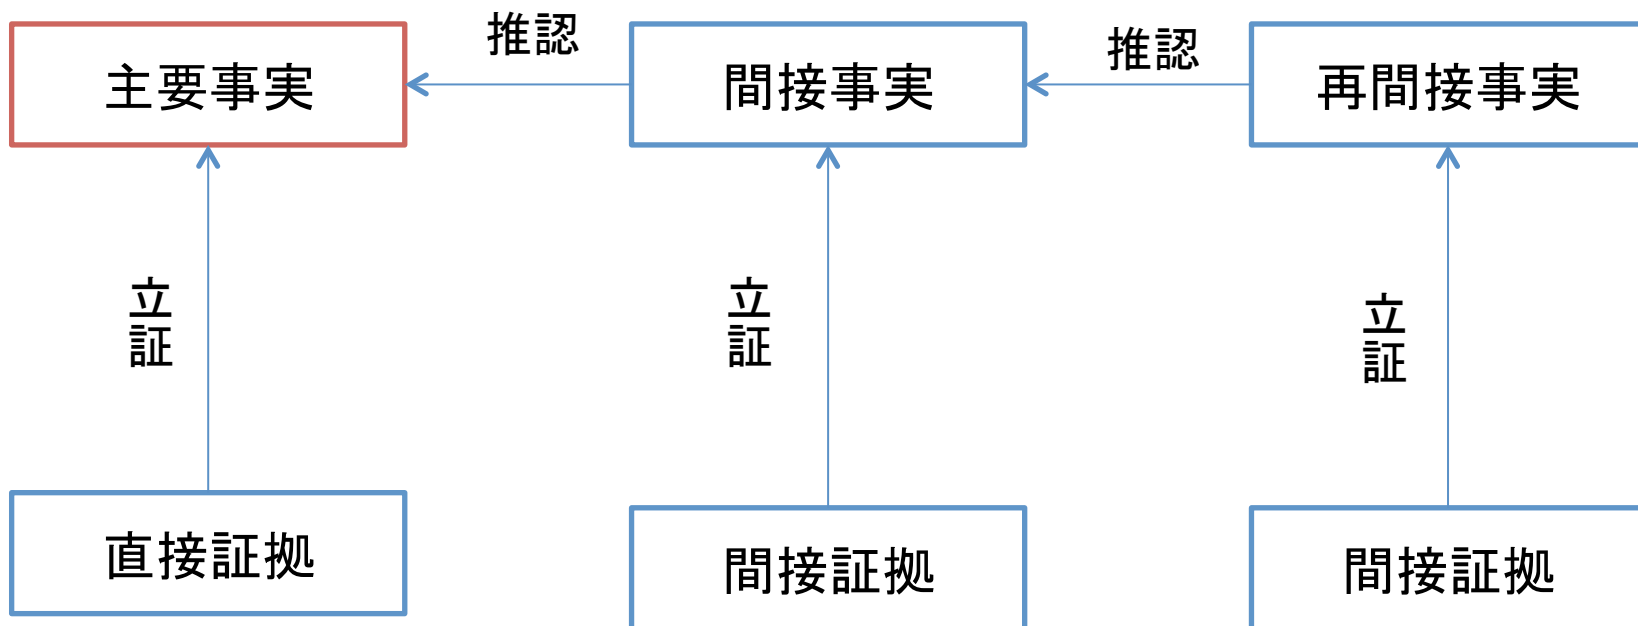 推認
推認
主要事実
間接事実
再間接事実
立証
立証
立証
直接証拠
間接証拠
間接証拠